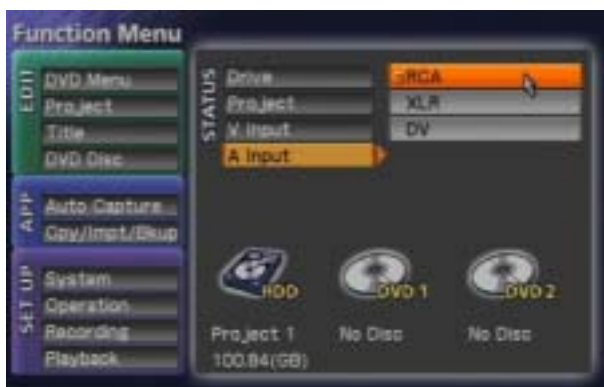 Function Menu
EDIT
DVD Menu
Project
Title
DVD Disc
APP
Auto Capture...
Cpy/Impt/Bkup
SET UP
System
Operation
Recording
Playback
STATUS
Drive
Project
V Input
A Input
RCA
XLR
DV
HDD
DVD 1
DVD 2
Project 1
No Disc
No Disc
100.84(GB)